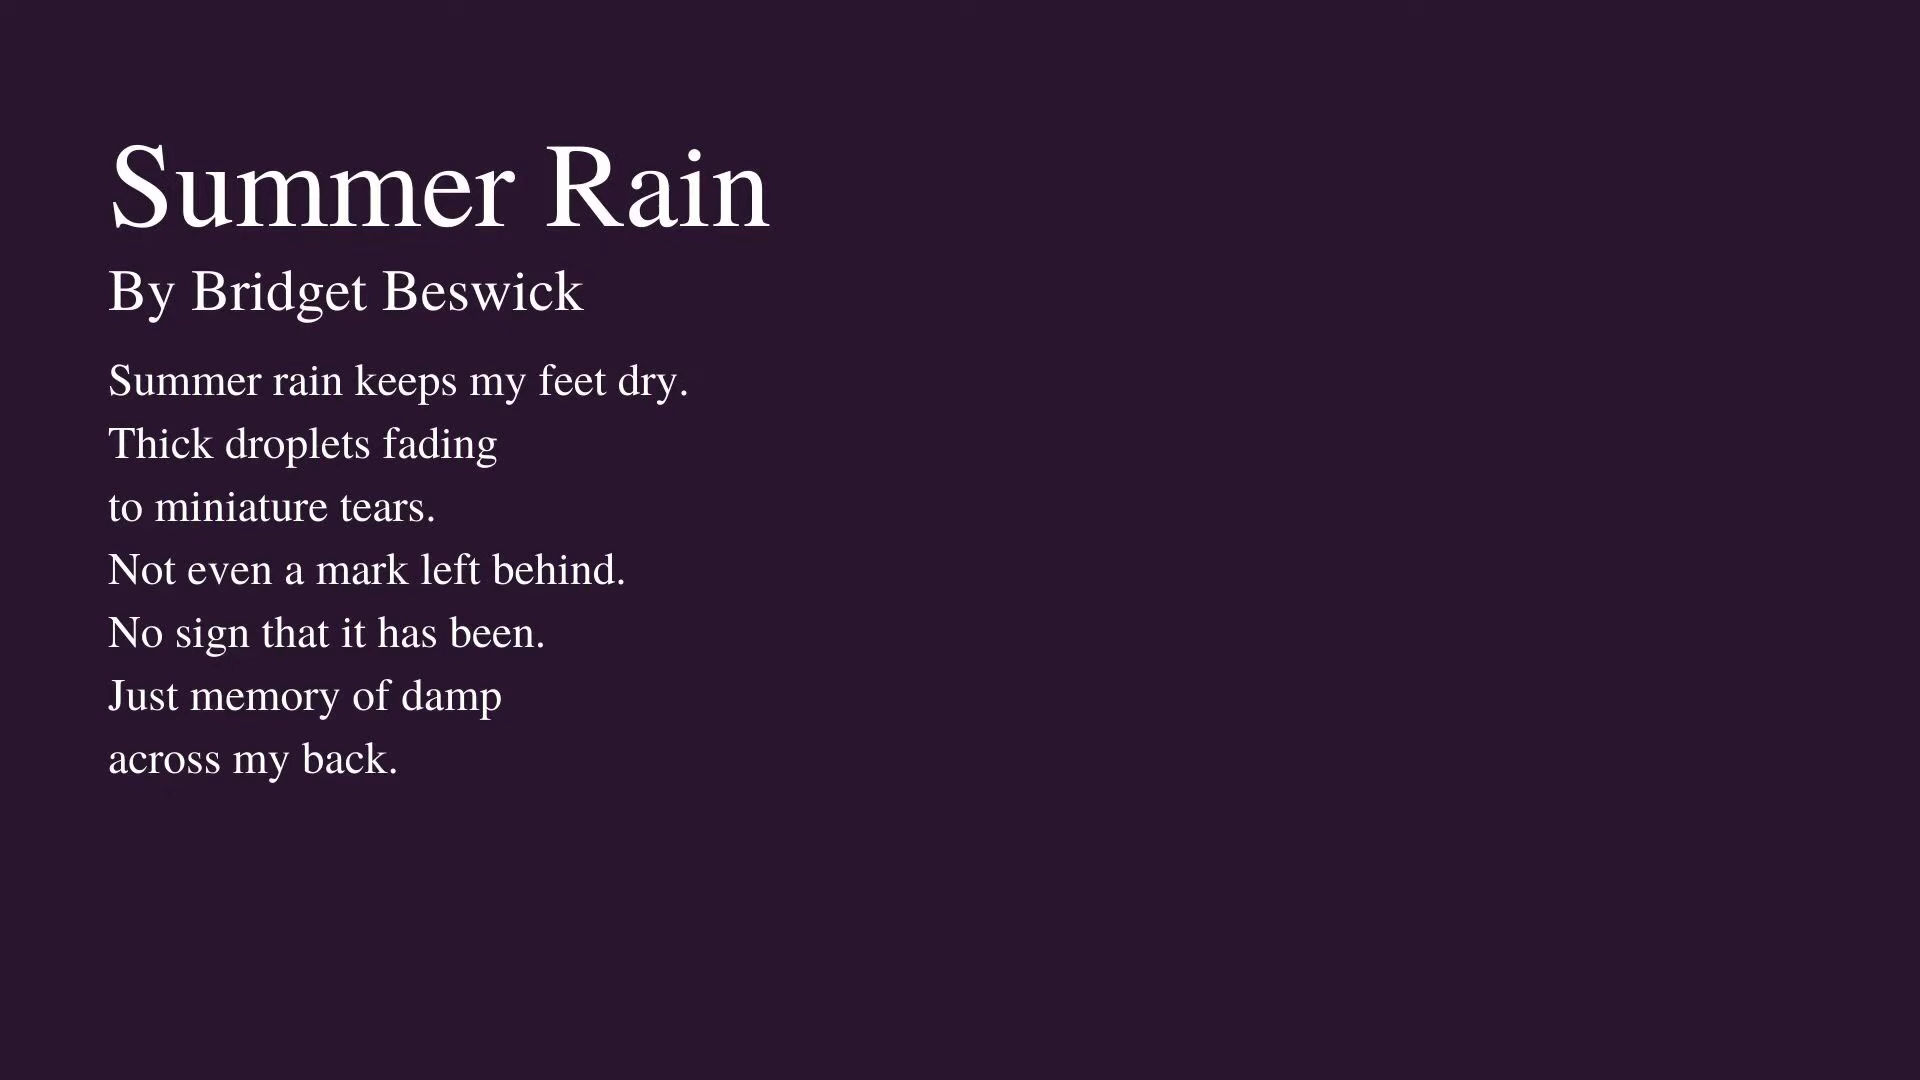 Summer Rain
By Bridget Beswick
Summer rain keeps my feet dry.
Thick droplets fading
to miniature tears.
Not even a mark left behind.
No sign that it has been.
Just memory of damp
across my back.